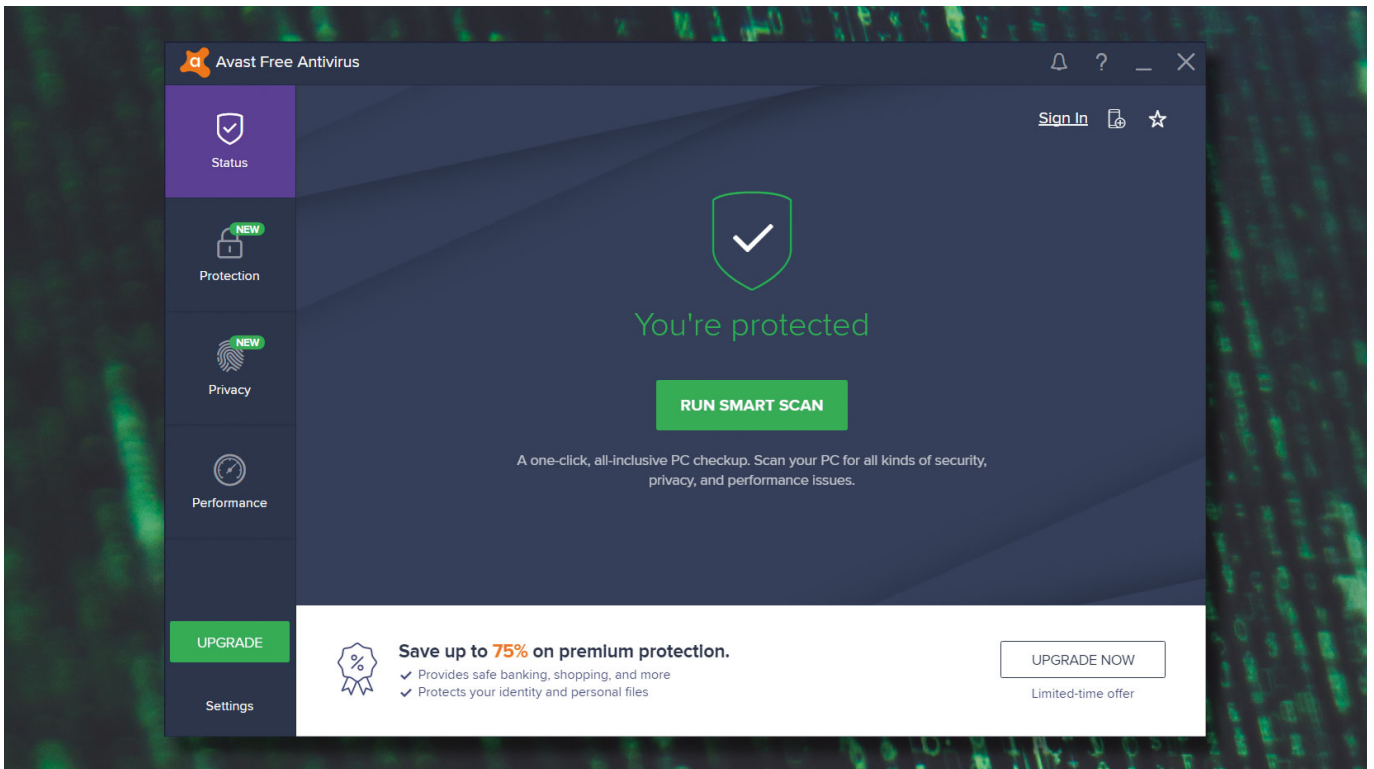 Avast Free Antivirus
?
Sign In
Status
NEW
Protection
NEW
Privacy
Performance
UPGRADE
Settings
You're protected
RUN SMART SCAN
A one-click, all-inclusive PC checkup. Scan your PC for all kinds of security,
privacy, and performance issues.
%
Save up to 75% on premium protection.
Provides safe banking, shopping, and more
Protects your identity and personal files
UPGRADE NOW
Limited-time offer